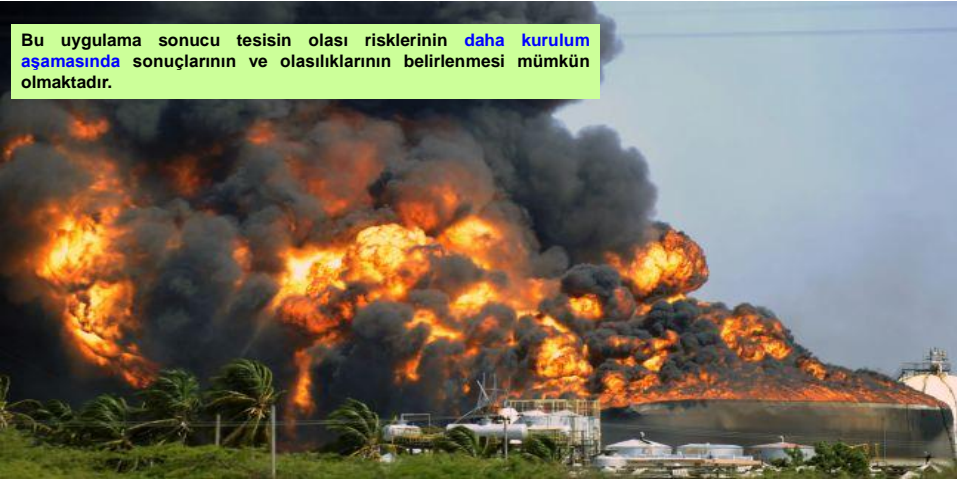 Bu uygulama sonucu tesisin olası risklerinin daha kurulum
aşamasında sonuçlarının ve olasılıklarının belirlenmesi mümkün
olmaktadır.